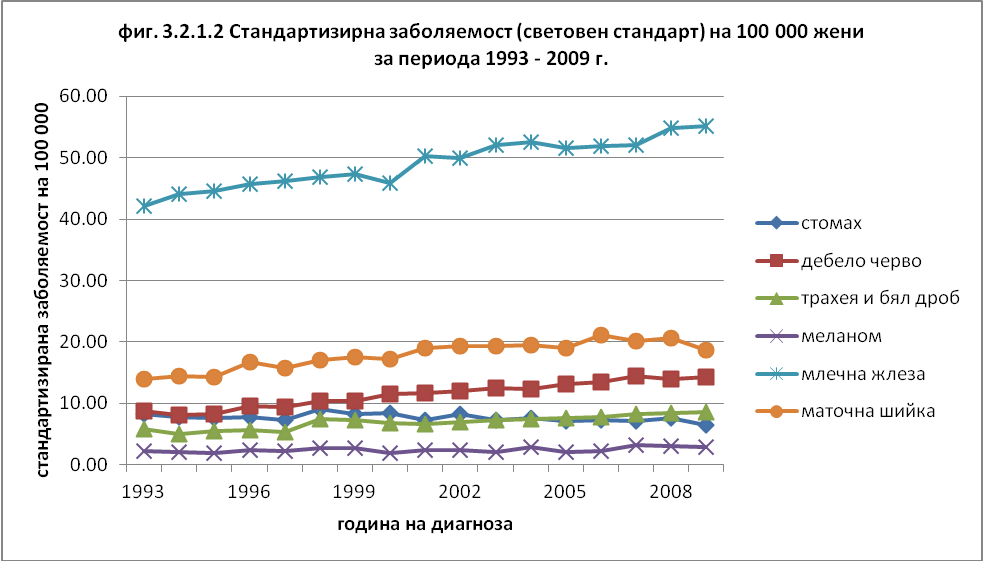 фиг. 3.2.1.2 Стандартизирна заболяемост (световен стандарт) на 100 000 жени
за периода 1993 - 2009 г.
стандартизирана заболяемост на 100 000
60.00
50.00
40.00
30.00
20.00
10.00
0.00
1993 1996 1999 2002 2005 2008
година на диагноза
стомах
дебело черво
трахея и бял дроб
меланом
млечна жлеза
маточна шийка